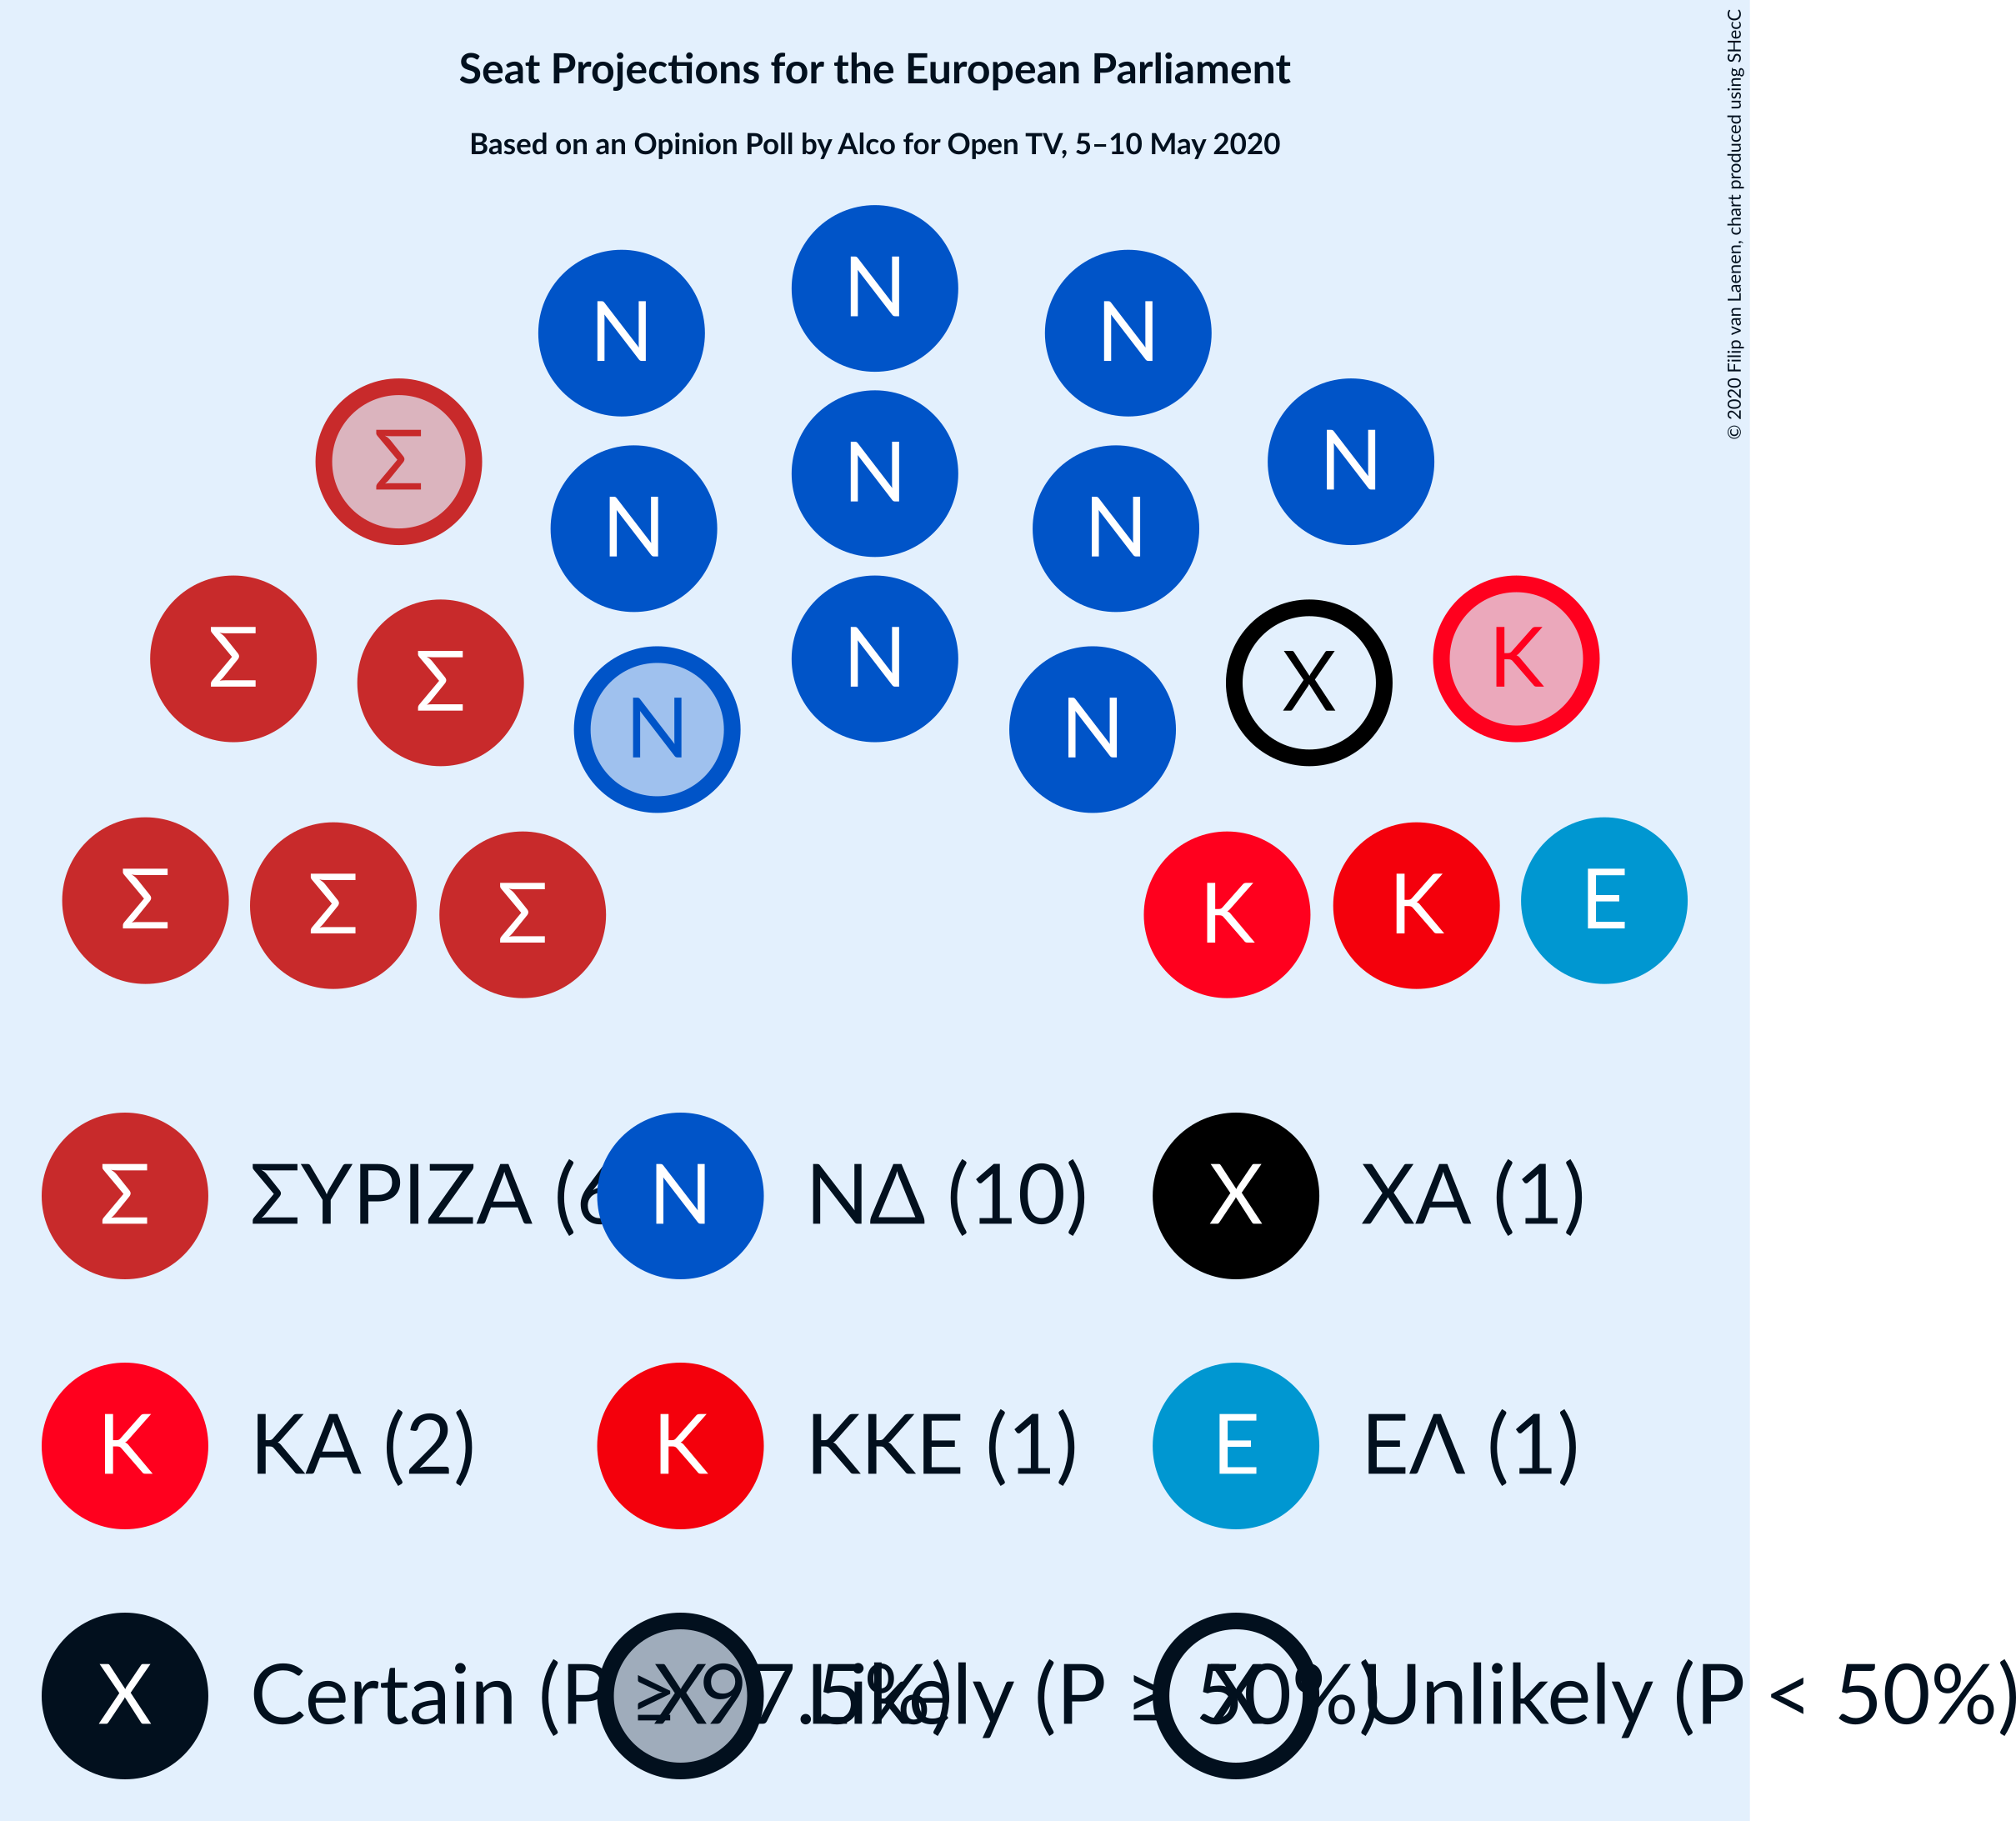 Seat Projections for the European Parliament
Based on an Opinion Poll by Alco for Open TV, 5–10 May 2020
© 2020 Filip van Laenen, chart produced using SHecC
N
N N
Σ N N N
N N
Σ Σ N N N X K
Σ Σ Σ K K E
Σ ΣΥΡΙΖΑ N ΝΔ (10) X ΧΑ (1)
K ΚΑ (2) K ΚΚΕ (1) E ΕΛ (1)
X Certain (P ≥ 97.5%) X Likely (P ≥ 50%) X Unlikely (P < 50%)